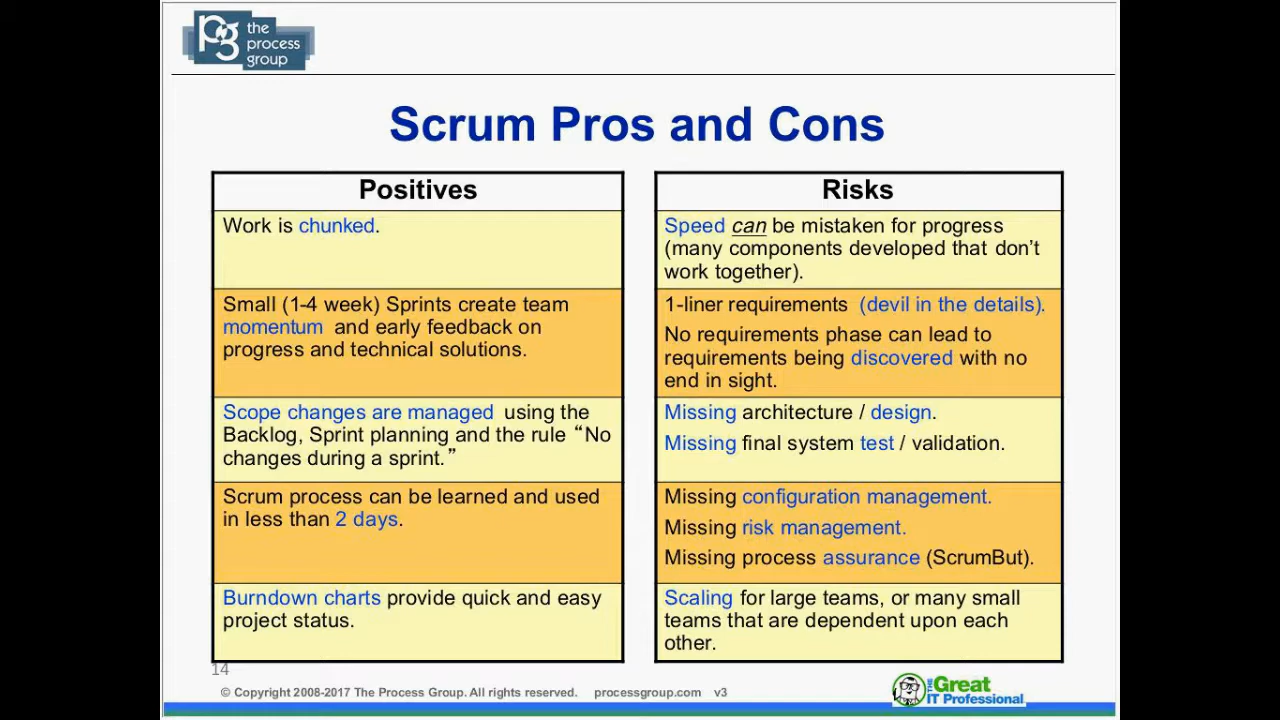 pg
the
process
group
Scrum Pros and Cons
Positives
Work is chunked.
Small (1-4 week) Sprints create team
momentum and early feedback on
progress and technical solutions.
Scope changes are managed using the
Backlog, Sprint planning and the rule “No
changes during a sprint.”
Scrum process can be learned and used
in less than 2 days.
Burndown charts provide quick and easy
project status.
Risks
Speed can be mistaken for progress
(many components developed that don’t
work together).
1-liner requirements (devil in the details).
No requirements phase can lead to
requirements being discovered with no
end in sight.
Missing architecture / design.
Missing final system test / validation.
Missing configuration management.
Missing risk management.
Missing process assurance (ScrumBut).
Scaling for large teams, or many small
teams that are dependent upon each
other.
14
© Copyright 2008-2017 The Process Group. All rights reserved. processgroup.com v3
THE Great
IT Professional